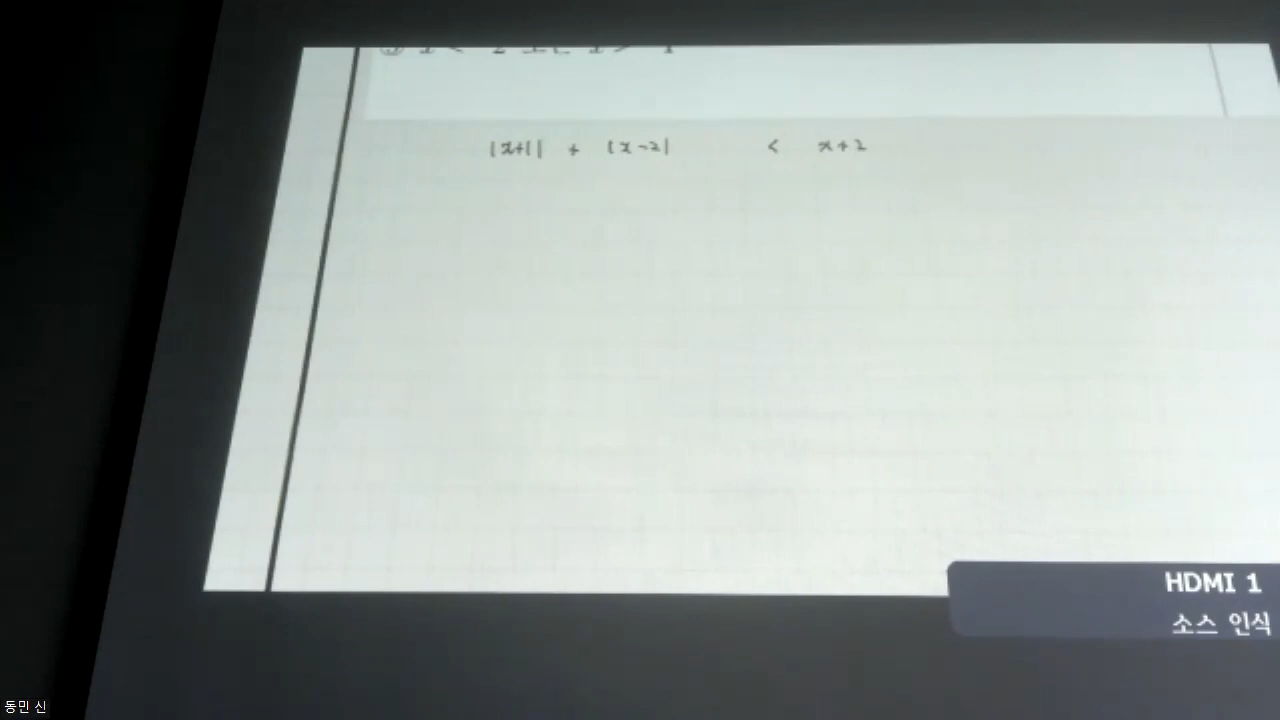 |x+1| + |x-2| < x+2
HDMI 1
소스 인식
동민 신